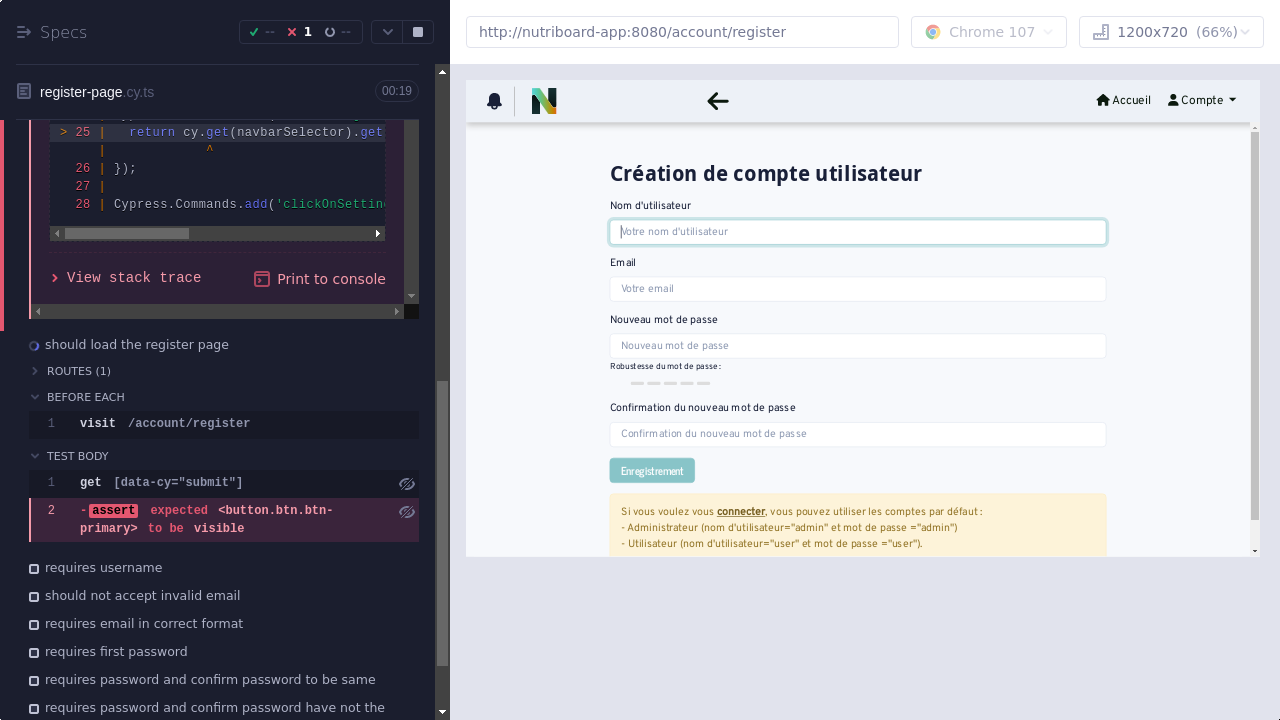 Specs
--
1
--
register-page.cy.ts
00:19
> 25 | return cy.get(navbarSelector).get
| ^
26 | });
27 |
28 | Cypress.Commands.add('clickOnSetting
View stack trace
Print to console
should load the register page
ROUTES (1)
BEFORE EACH
1 visit /account/register
TEST BODY
1 get [data-cy="submit"]
2 -assert expected <button.btn.btn-
primary> to be visible
requires username
should not accept invalid email
requires email in correct format
requires first password
requires password and confirm password to be same
requires password and confirm password have not the
http://nutriboard-app:8080/account/register
Chrome 107
1200x720 (66%)
Accueil
Compte
Création de compte utilisateur
Nom d'utilisateur
Votre nom d'utilisateur
Email
Votre email
Nouveau mot de passe
Nouveau mot de passe
Robustesse du mot de passe :
Confirmation du nouveau mot de passe
Confirmation du nouveau mot de passe
Enregistrement
Si vous voulez vous connecter, vous pouvez utiliser les comptes par défaut :
- Administrateur (nom d'utilisateur="admin" et mot de passe ="admin")
- Utilisateur (nom d'utilisateur="user" et mot de passe ="user").